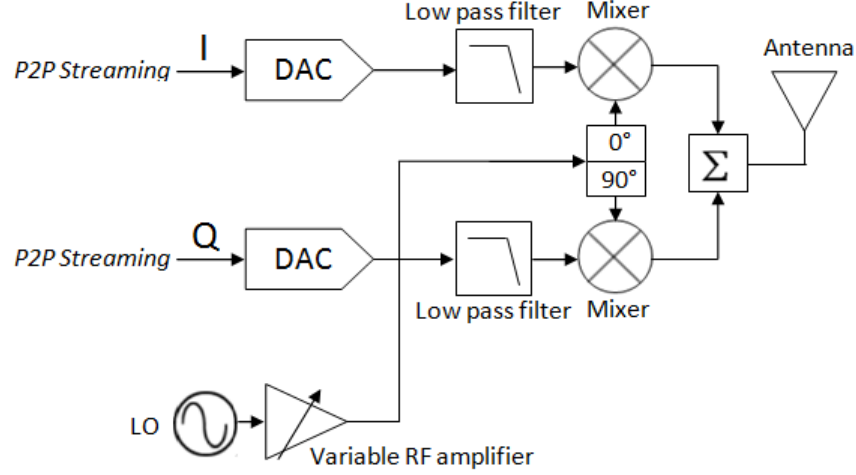 Low pass filter
Mixer
Antenna
I
P2P Streaming
DAC
0°
90°
Σ
Q
P2P Streaming
DAC
Low pass filter
Mixer
LO
Variable RF amplifier